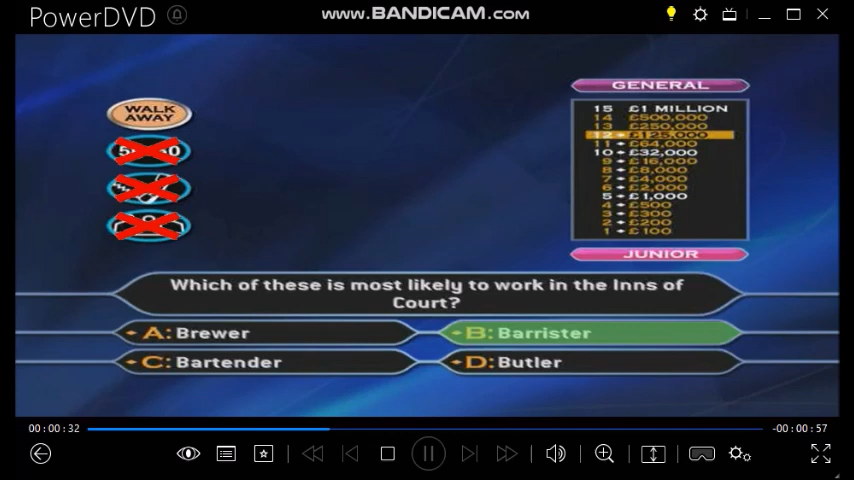 PowerDVD
www.BANDICAM.com
WALK
AWAY
GENERAL
15 £1 MILLION
14 £500,000
13 £250,000
12 £125,000
11 £64,000
10 £32,000
9 £16,000
8 £8,000
7 £4,000
6 £2,000
5 £1,000
4 £500
3 £300
2 £200
1 £100
JUNIOR
Which of these is most likely to work in the Inns of
Court?
A: Brewer
B: Barrister
C: Bartender
D: Butler
00:00:32
-00:00:57